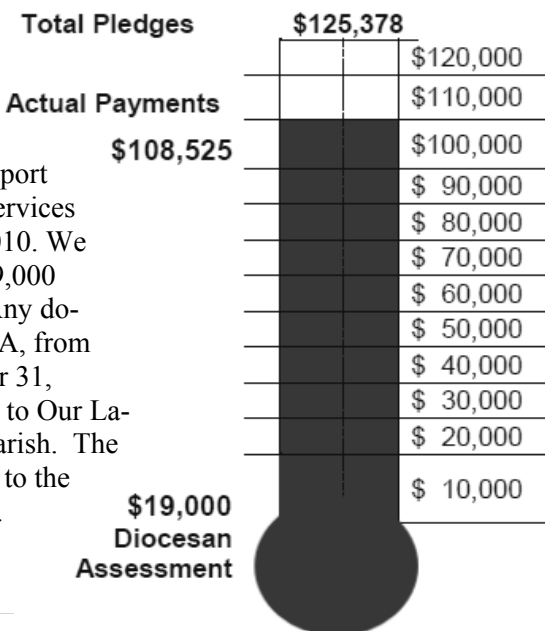 Total Pledges $125,378
$120,000
Actual Payments $110,000
$108,525 $100,000
port
$ 90,000
ervices
$ 80,000
010. We
$ 70,000
9,000
$ 60,000
ny do-
$ 50,000
A, from
$ 40,000
r 31,
$ 30,000
to Our La-
$ 20,000
arish. The
to the
$ 10,000
$19,000
Diocesan
Assessment